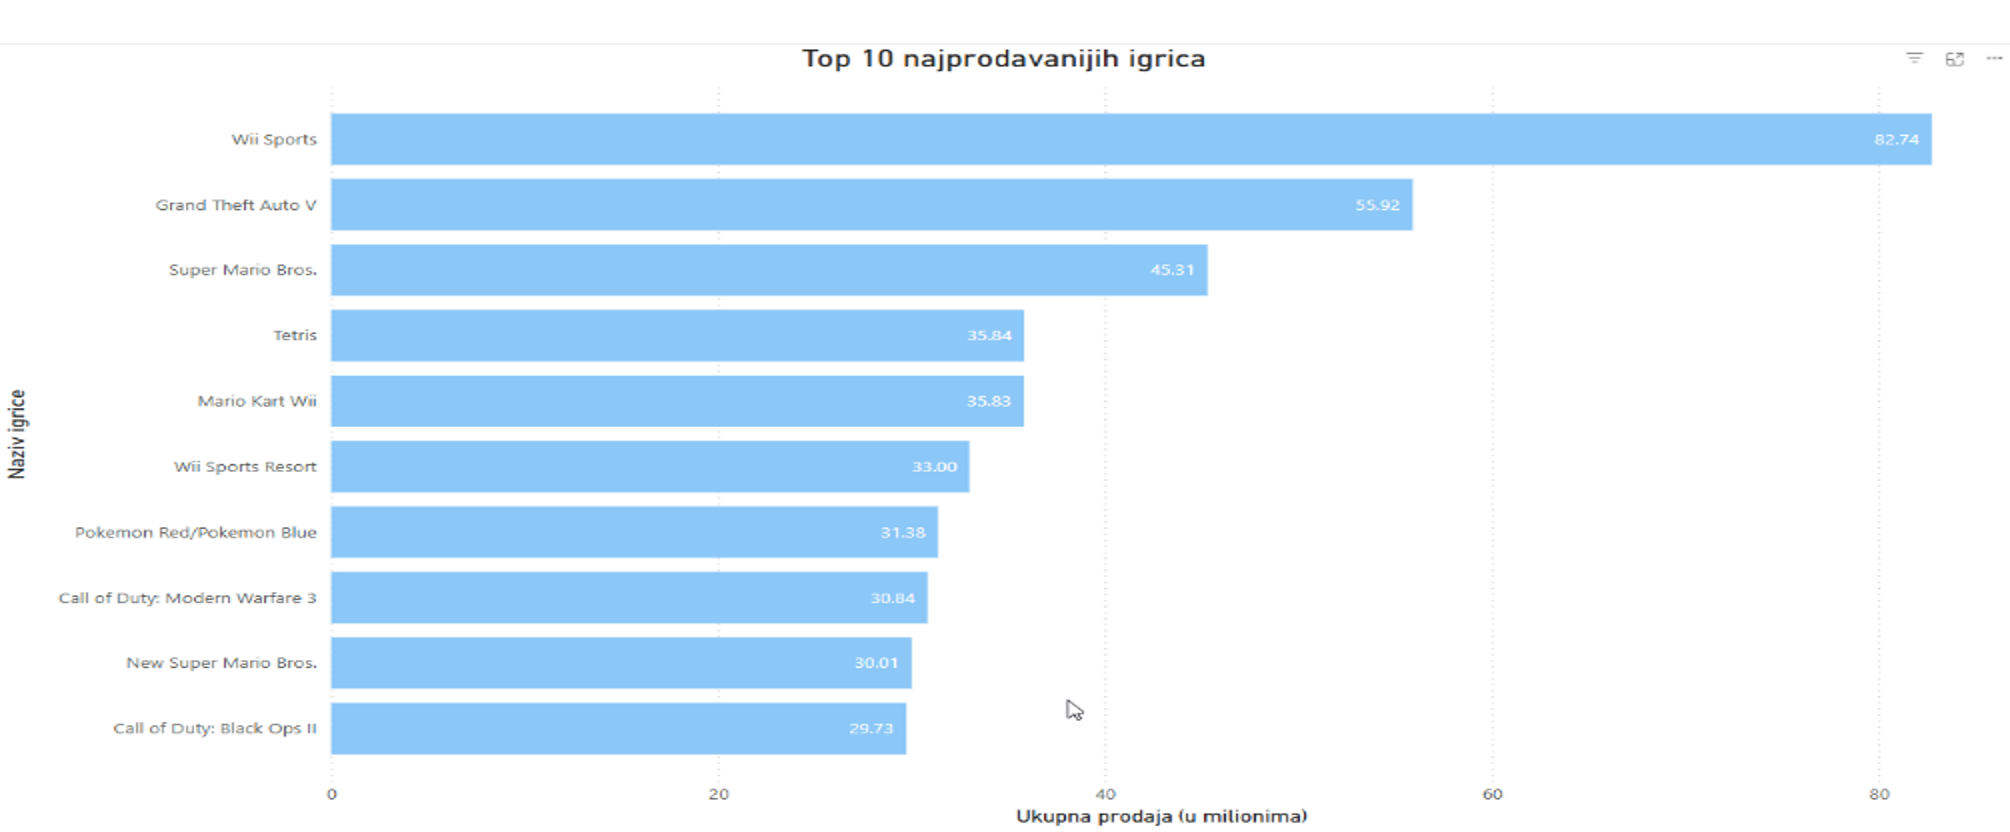 Top 10 najprodavanijih igrica
Naziv igrice
Wii Sports 82.74
Grand Theft Auto V 55.92
Super Mario Bros. 45.31
Tetris 35.84
Mario Kart Wii 35.83
Wii Sports Resort 33.00
Pokemon Red/Pokemon Blue 31.38
Call of Duty: Modern Warfare 3 30.84
New Super Mario Bros. 30.01
Call of Duty: Black Ops II 29.73
0 20 40 60 80
Ukupna prodaja (u milionima)